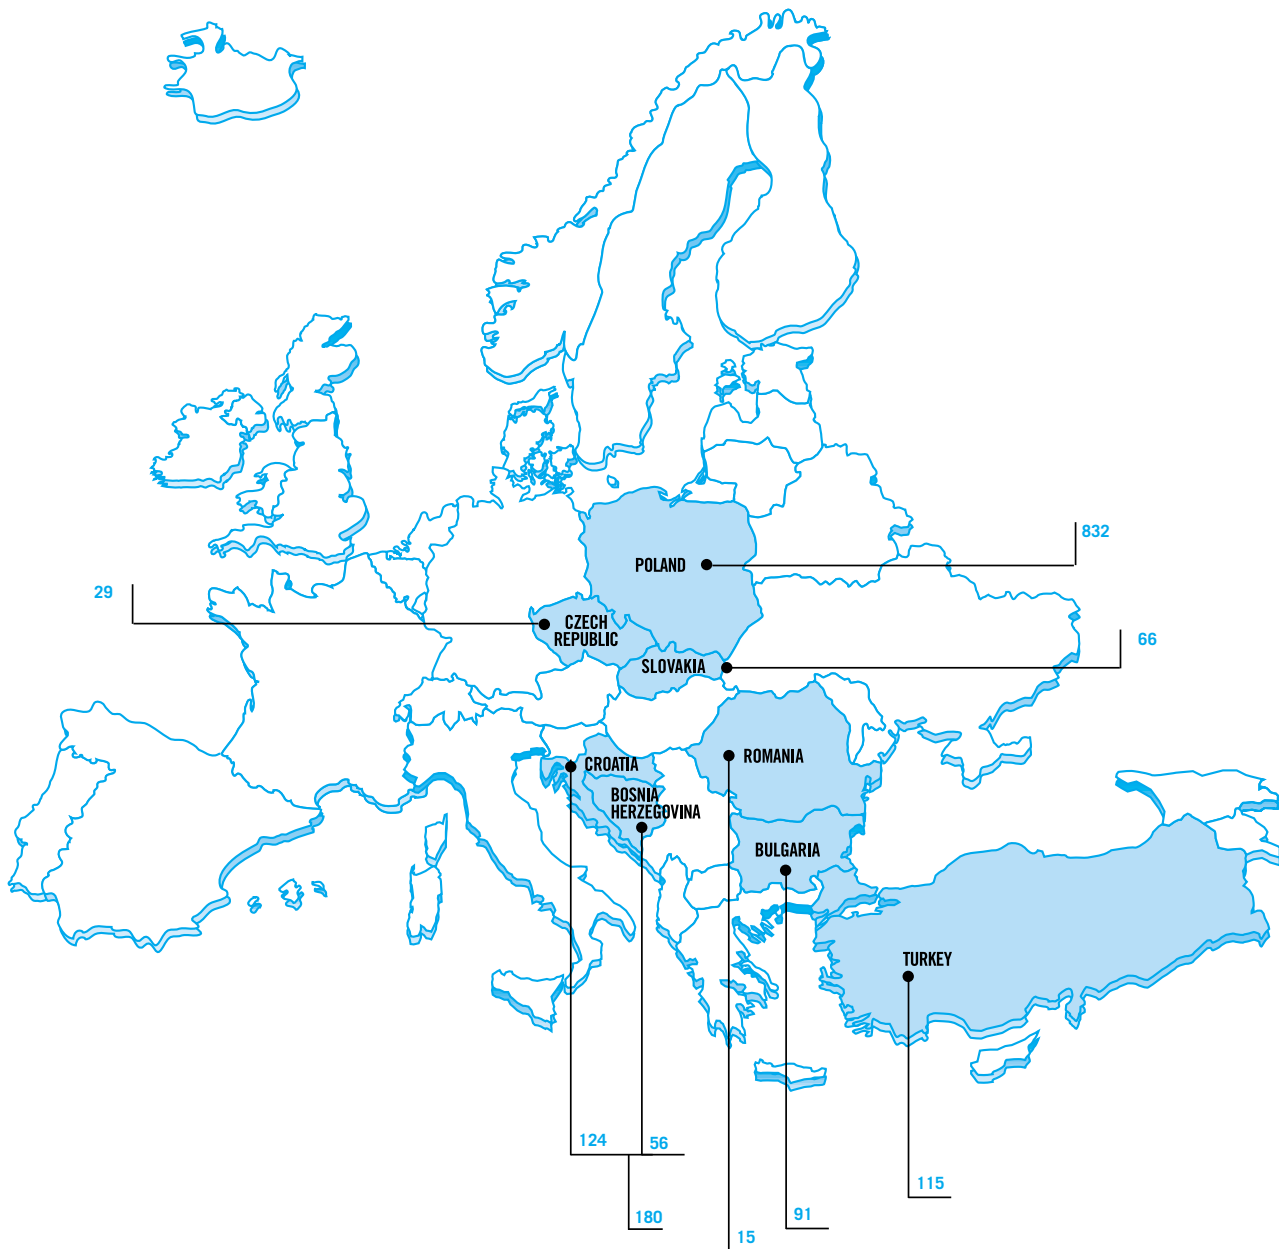 832
POLAND
29
CZECH
REPUBLIC
66
SLOVAKIA
ROMANIA
CROATIA
BOSNIA
HERZEGOVINA
BULGARIA
TURKEY
124
56
115
91
180
15